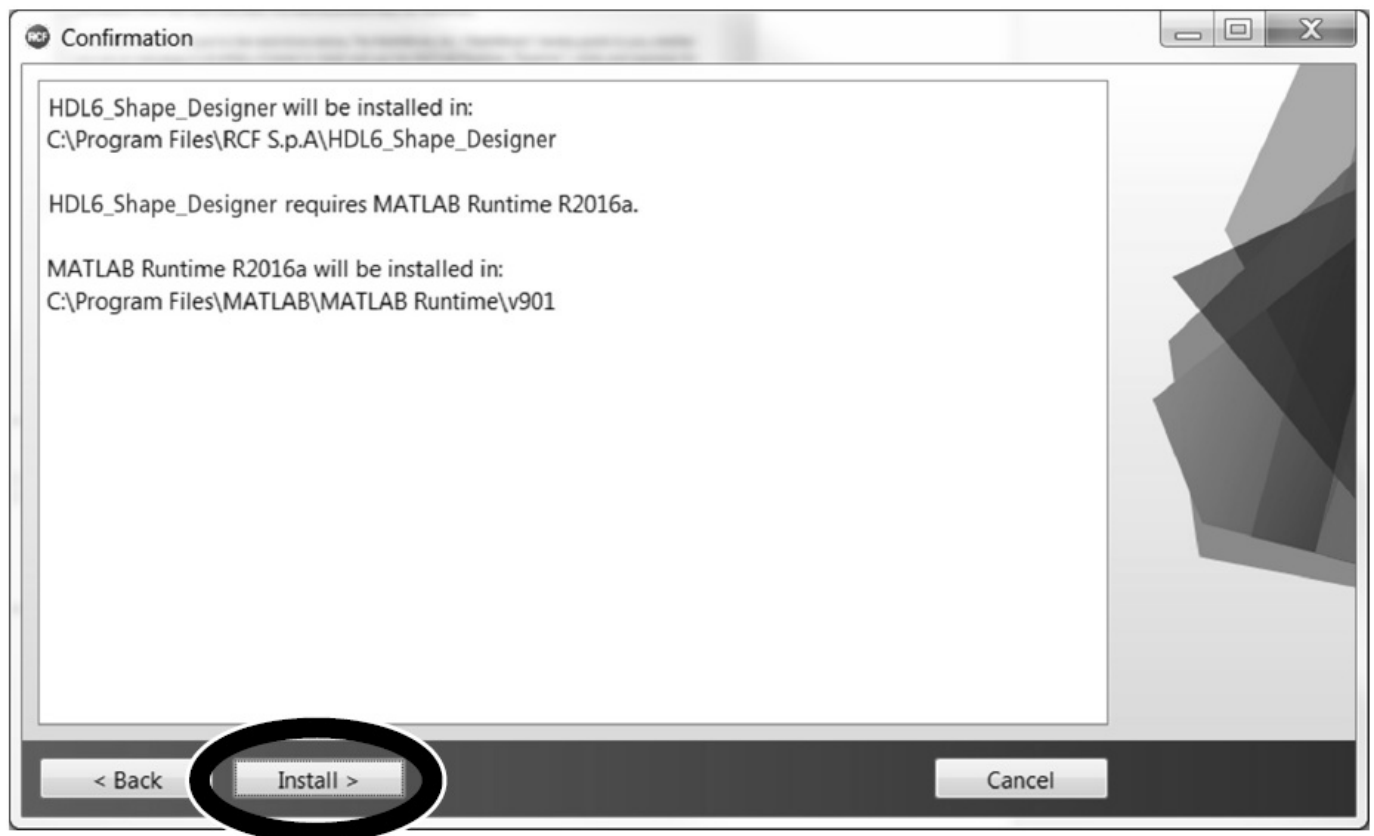 RCF Confirmation
HDL6_Shape_Designer will be installed in:
C:\Program Files\RCF S.p.A\HDL6_Shape_Designer
HDL6_Shape_Designer requires MATLAB Runtime R2016a.
MATLAB Runtime R2016a will be installed in:
C:\Program Files\MATLAB\MATLAB Runtime\v901
< Back Install > Cancel